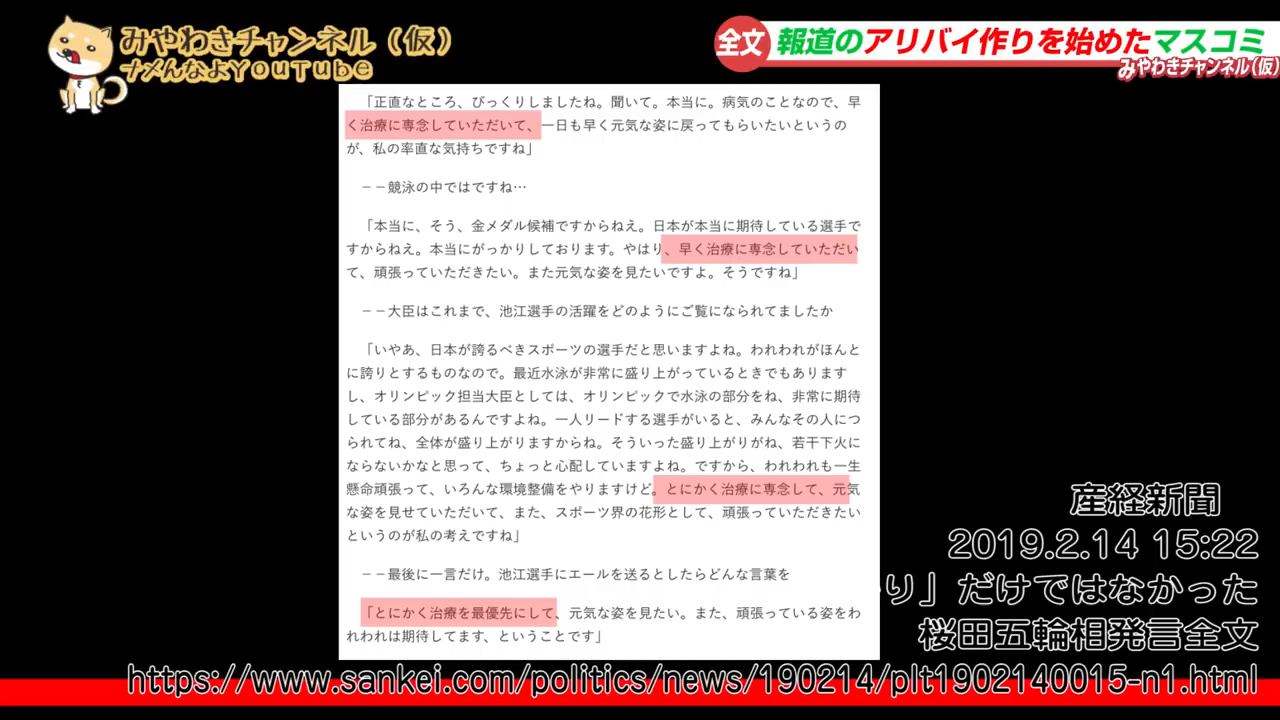 みやわきチャンネル（仮）
ナメんなよYouTube
全文 報道のアリバイ作りを始めたマスコミ
みやわきチャンネル(仮)
「正直なところ、びっくりしましたね。聞いて。本当に。病気のことなので、早
く治療に専念していただいて、一日も早く元気な姿に戻ってもらいたいというの
が、私の率直な気持ちですね」
－－競泳の中ではですね…
「本当に、そう、金メダル候補ですからねえ。日本が本当に期待している選手で
すからねえ。本当にがっかりしております。やはり、早く治療に専念していただい
て、頑張っていただきたい。また元気な姿を見たいですよ。そうですね」
－－大臣はこれまで、池江選手の活躍をどのようにご覧になられてましたか
「いやあ、日本が誇るべきスポーツの選手だと思いますよね。われわれがほんと
に誇りとするものなので。最近水泳が非常に盛り上がっているときでもあります
し、オリンピック担当大臣としては、オリンピックで水泳の部分をね、非常に期待
している部分があるんですよね。一人リードする選手がいると、みんなその人につ
られてね、全体が盛り上がりますからね。そういった盛り上がりがね、若干下火に
ならないかなと思って、ちょっと心配していますよね。ですから、われわれも一生
懸命頑張って、いろんな環境整備をやりますけど。とにかく治療に専念して、元気
な姿を見せていただいて、また、スポーツ界の花形として、頑張っていただきたい
というのが私の考えですね」
－－最後に一言だけ。池江選手にエールを送るとしたらどんな言葉を
「とにかく治療を最優先にして、元気な姿を見たい。また、頑張っている姿をわ
れわれは期待してます、ということです」
産経新聞
2019.2.14 15:22
り」だけではなかった
桜田五輪相発言全文
https://www.sankei.com/politics/news/190214/plt1902140015-n1.html